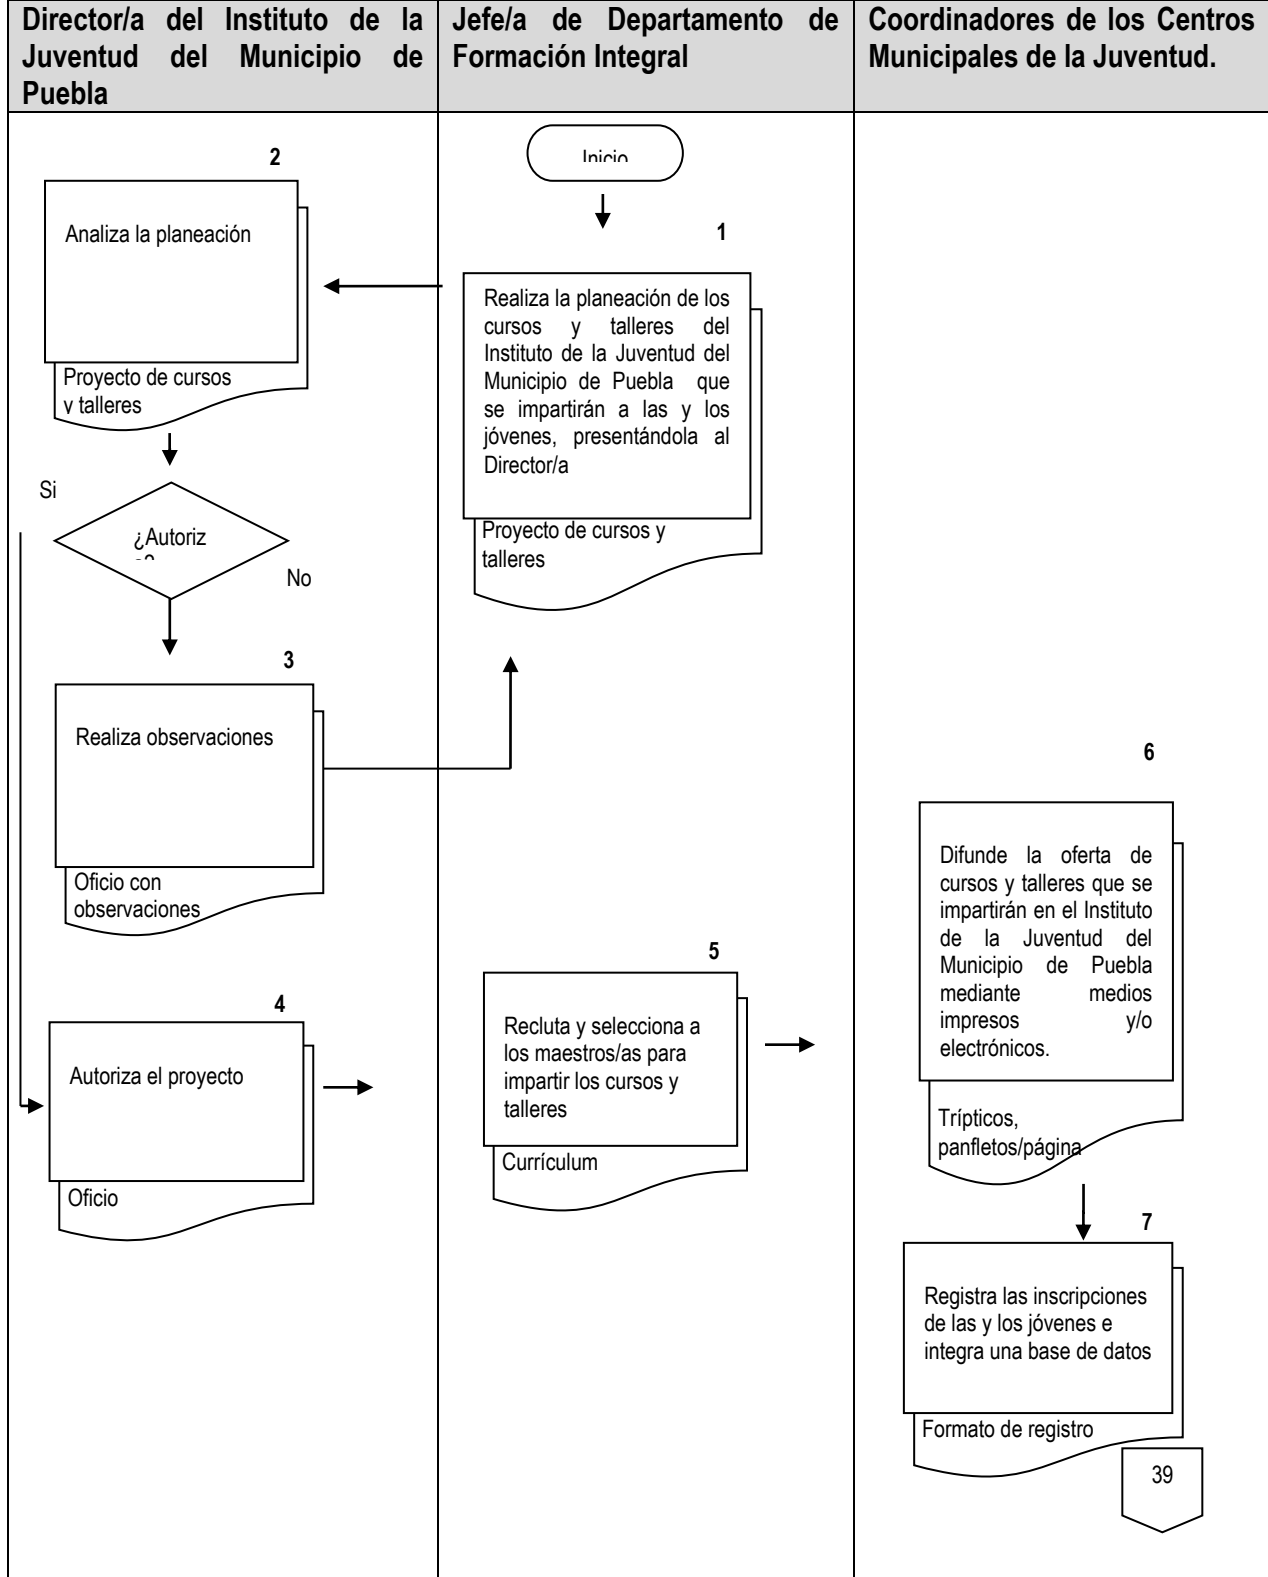 Director/a del Instituto de la
Juventud del Municipio de
Puebla
Jefe/a de Departamento de
Formación Integral
Coordinadores de los Centros
Municipales de la Juventud.
Inicio
1
Realiza la planeación de los
cursos y talleres del
Instituto de la Juventud del
Municipio de Puebla que
se impartirán a las y los
jóvenes, presentándola al
Director/a
Proyecto de cursos y
talleres
2
Analiza la planeación
Proyecto de cursos
y talleres
¿Autoriz
a?
Si
No
3
Realiza observaciones
Oficio con
observaciones
4
Autoriza el proyecto
Oficio
5
Recluta y selecciona a
los maestros/as para
impartir los cursos y
talleres
Currículum
6
Difunde la oferta de
cursos y talleres que se
impartirán en el Instituto
de la Juventud del
Municipio de Puebla
mediante medios
impresos y/o
electrónicos.
Trípticos,
panfletos/página
7
Registra las inscripciones
de las y los jóvenes e
integra una base de datos
Formato de registro
39